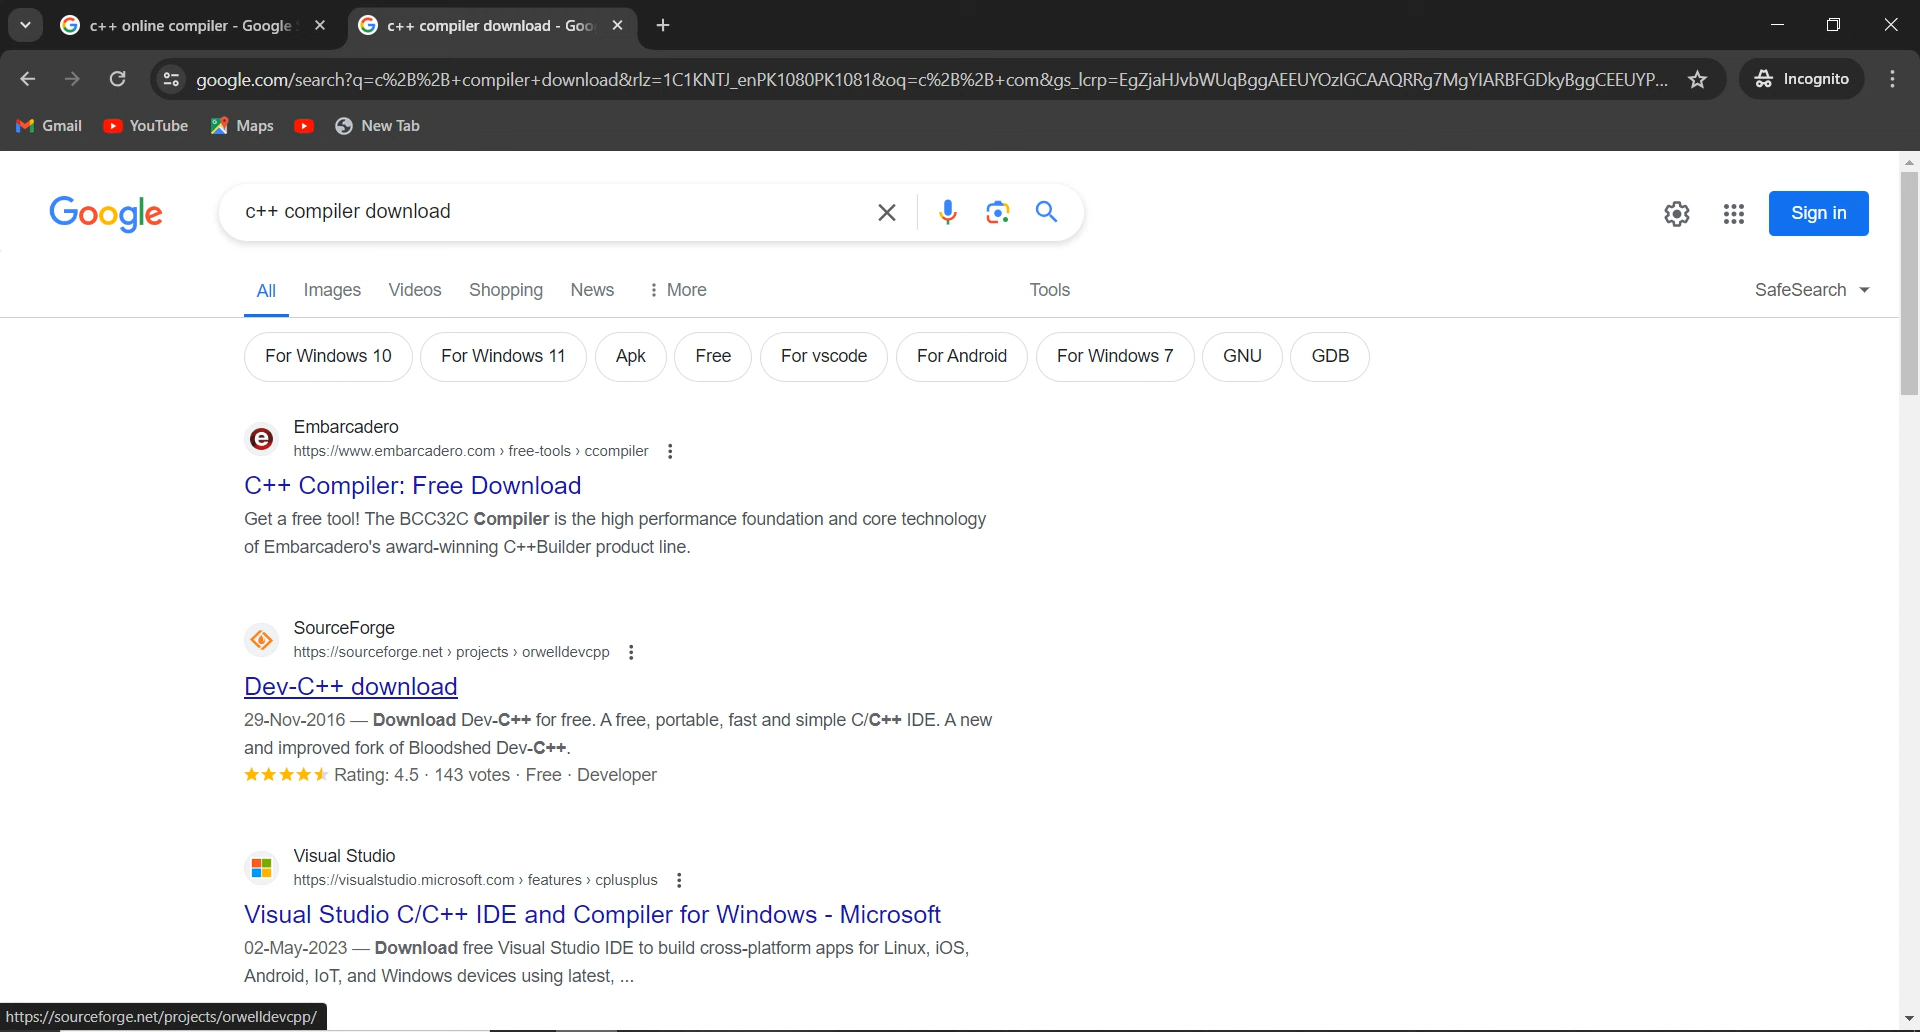 c++ online compiler - Google S
c++ compiler download - Goo
google.com/search?q=c%2B%2B+compiler+download&rlz=1C1KNTJ_enPK1080PK1081&oq=c%2B%2B+com&gs_lcrp=EgZjaHJvbWUqBggAEEUYOzIGCAAQRRg7MgYIARBFGDkyBggCEEUYP...
Incognito
Gmail YouTube Maps New Tab
Google c++ compiler download Sign in
All Images Videos Shopping News More Tools SafeSearch
For Windows 10 For Windows 11 Apk Free For vscode For Android For Windows 7 GNU GDB
Embarcadero
https://www.embarcadero.com › free-tools › ccompiler
C++ Compiler: Free Download
Get a free tool! The BCC32C Compiler is the high performance foundation and core technology
of Embarcadero's award-winning C++Builder product line.
SourceForge
https://sourceforge.net › projects › orwelldevcpp
Dev-C++ download
29-Nov-2016 — Download Dev-C++ for free. A free, portable, fast and simple C/C++ IDE. A new
and improved fork of Bloodshed Dev-C++.
Rating: 4.5 · 143 votes · Free · Developer
Visual Studio
https://visualstudio.microsoft.com › features › cplusplus
Visual Studio C/C++ IDE and Compiler for Windows - Microsoft
02-May-2023 — Download free Visual Studio IDE to build cross-platform apps for Linux, iOS,
Android, IoT, and Windows devices using latest, ...
https://sourceforge.net/projects/orwelldevcpp/